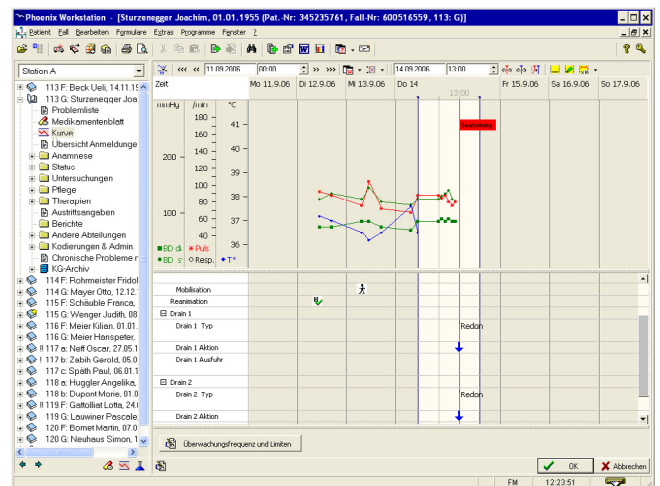 Phoenix Workstation - [Sturzenegger Joachim, 01.01.1955 (Pat.-Nr: 345235761, Fall-Nr: 600516559, 113: G)]
Patient Fall Bearbeiten Formulare Extras Programme Fenster ?
Station A
11.09.2006 00:00 14.09.2006 13:00
Zeit Mo 11.9.06 Di 12.9.06 Mi 13.9.06 Do 14 Fr 15.9.06 Sa 16.9.06 So 17.9.06
13:00
113 F: Beck Ueli, 14.11.19
113 G: Sturzenegger Joa
Problemliste
Medikamentenblatt
Kurve
Übersicht Anmeldunge
Anamnese
Status
Untersuchungen
Pflege
Therapien
Austrittsangaben
Berichte
Andere Abteilungen
Kodierungen & Admin.
Chronische Probleme
KG-Archiv
114 F: Rohrmeister Fridol
114 G: Mayer Otto, 12.12.
115 F: Schäuble Franca,
115 G: Wenger Judith, 08
116 F: Meier Kilian. 01.01.
116 G: Meier Hanspeter,
! 117 a: Neff Oscar, 27.05.1
! 117 b: Zabih Gerold, 05.0
117 c: Späth Paul, 06.01.1
118 a: Huggler Angelika,
118 b: Dupont Marie, 01.0
!! 119 F: Gattolliat Lotta, 24.
119 G: Lauwiner Pascale,
120 F: Bornet Martin, 07.0
120 G: Neuhaus Simon, 1
mmHg /min °C
180
41
160
200 140 40
120
39
100
38
80
100
60 37
40
36
BD di Puls
BD s Resp. T°
Mobilisation
Reanimation
Drain 1
Drain 1 Typ Redon
Drain 1 Aktion
Drain 1 Ausfuhr
Drain 2
Drain 2 Typ Redon
Drain 2 Aktion
Überwachungsfrequenz und Limiten
OK Abbrechen
FM 12:23:51